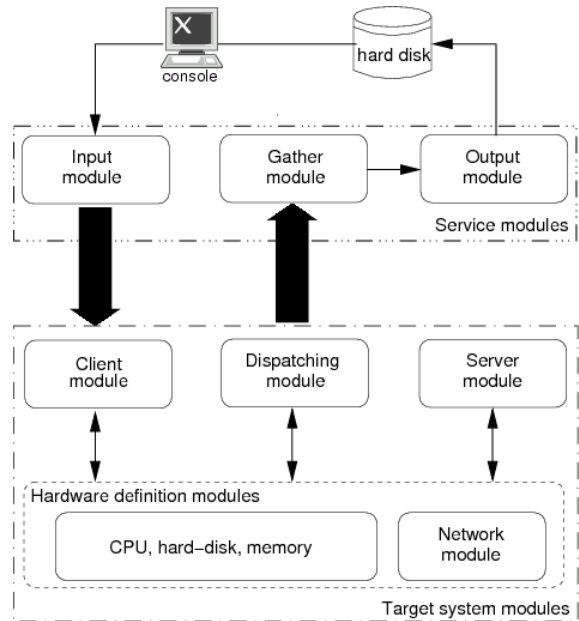 X
hard disk
console
Input
module
Gather
module
Output
module
Service modules
Client
module
Dispatching
module
Server
module
Hardware definition modules
CPU, hard-disk, memory
Network
module
Target system modules